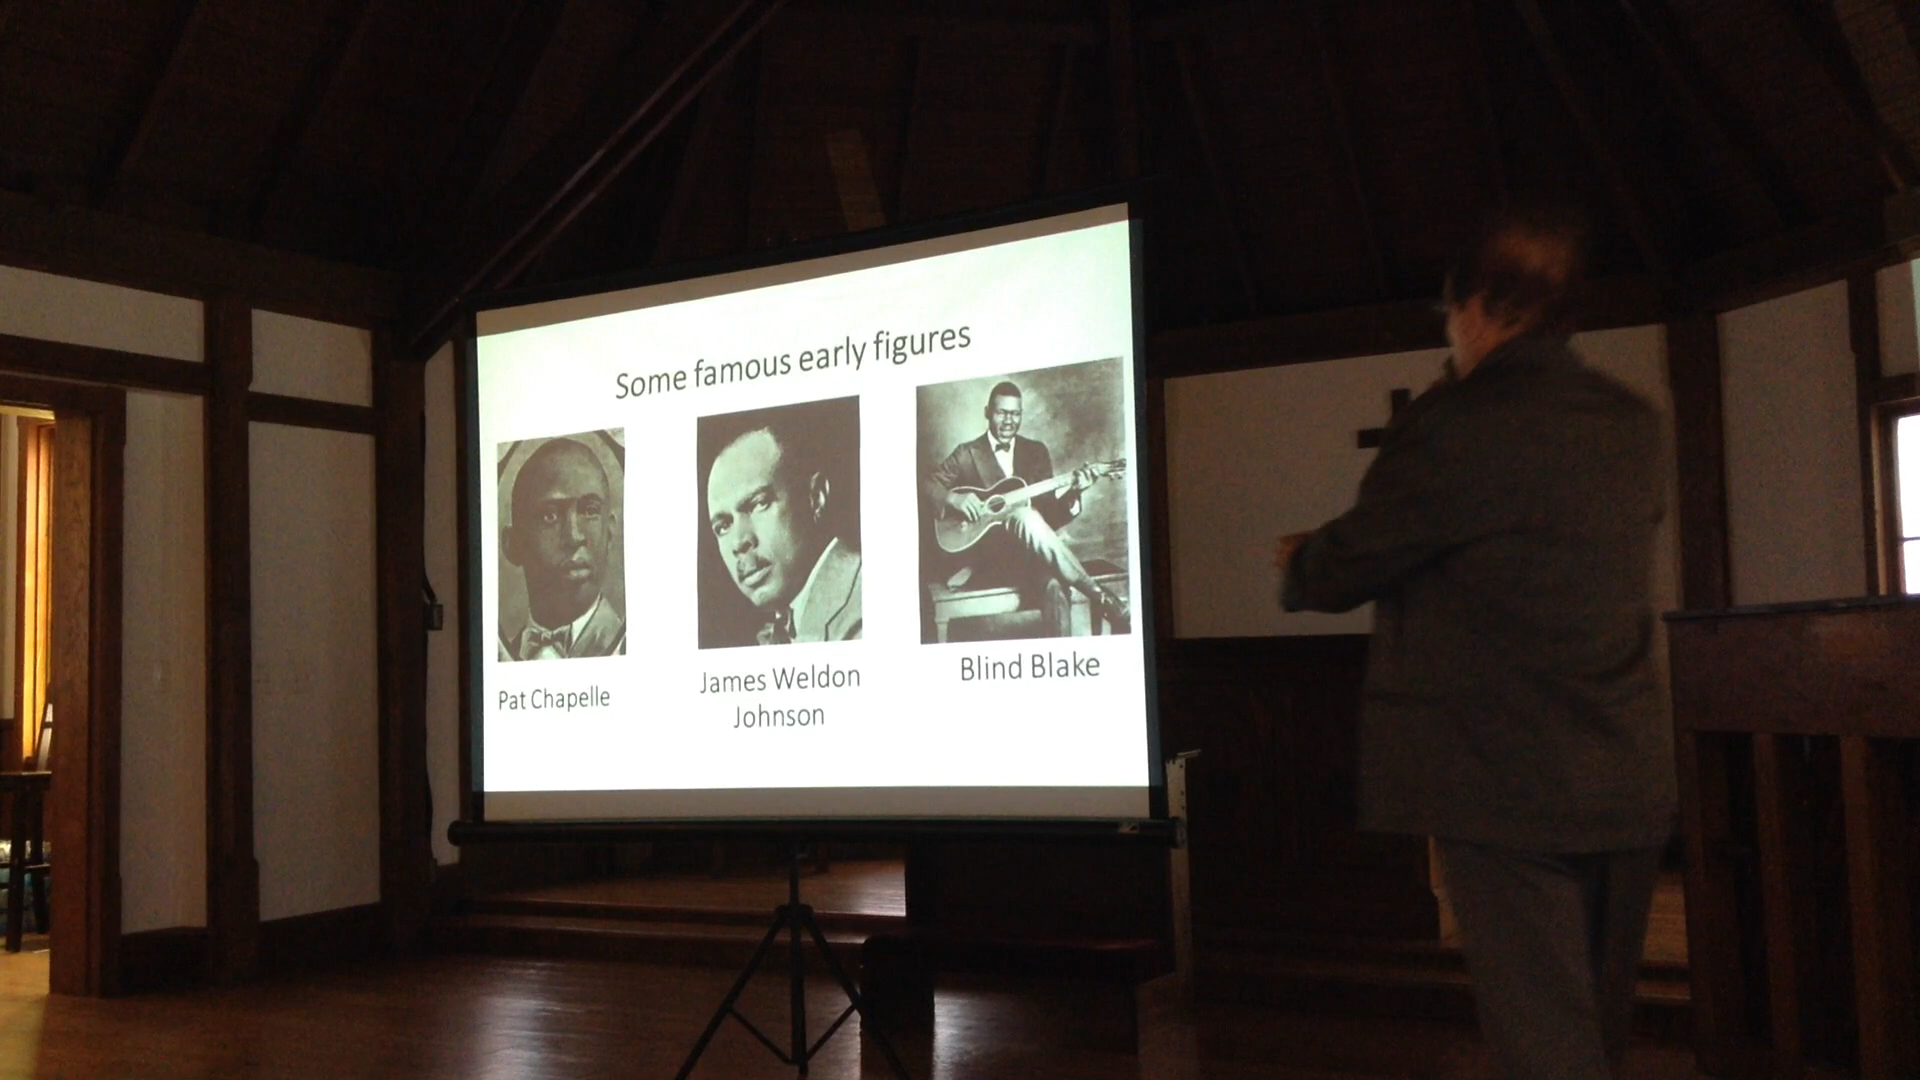 Some famous early figures
Pat Chapelle
James Weldon
Johnson
Blind Blake